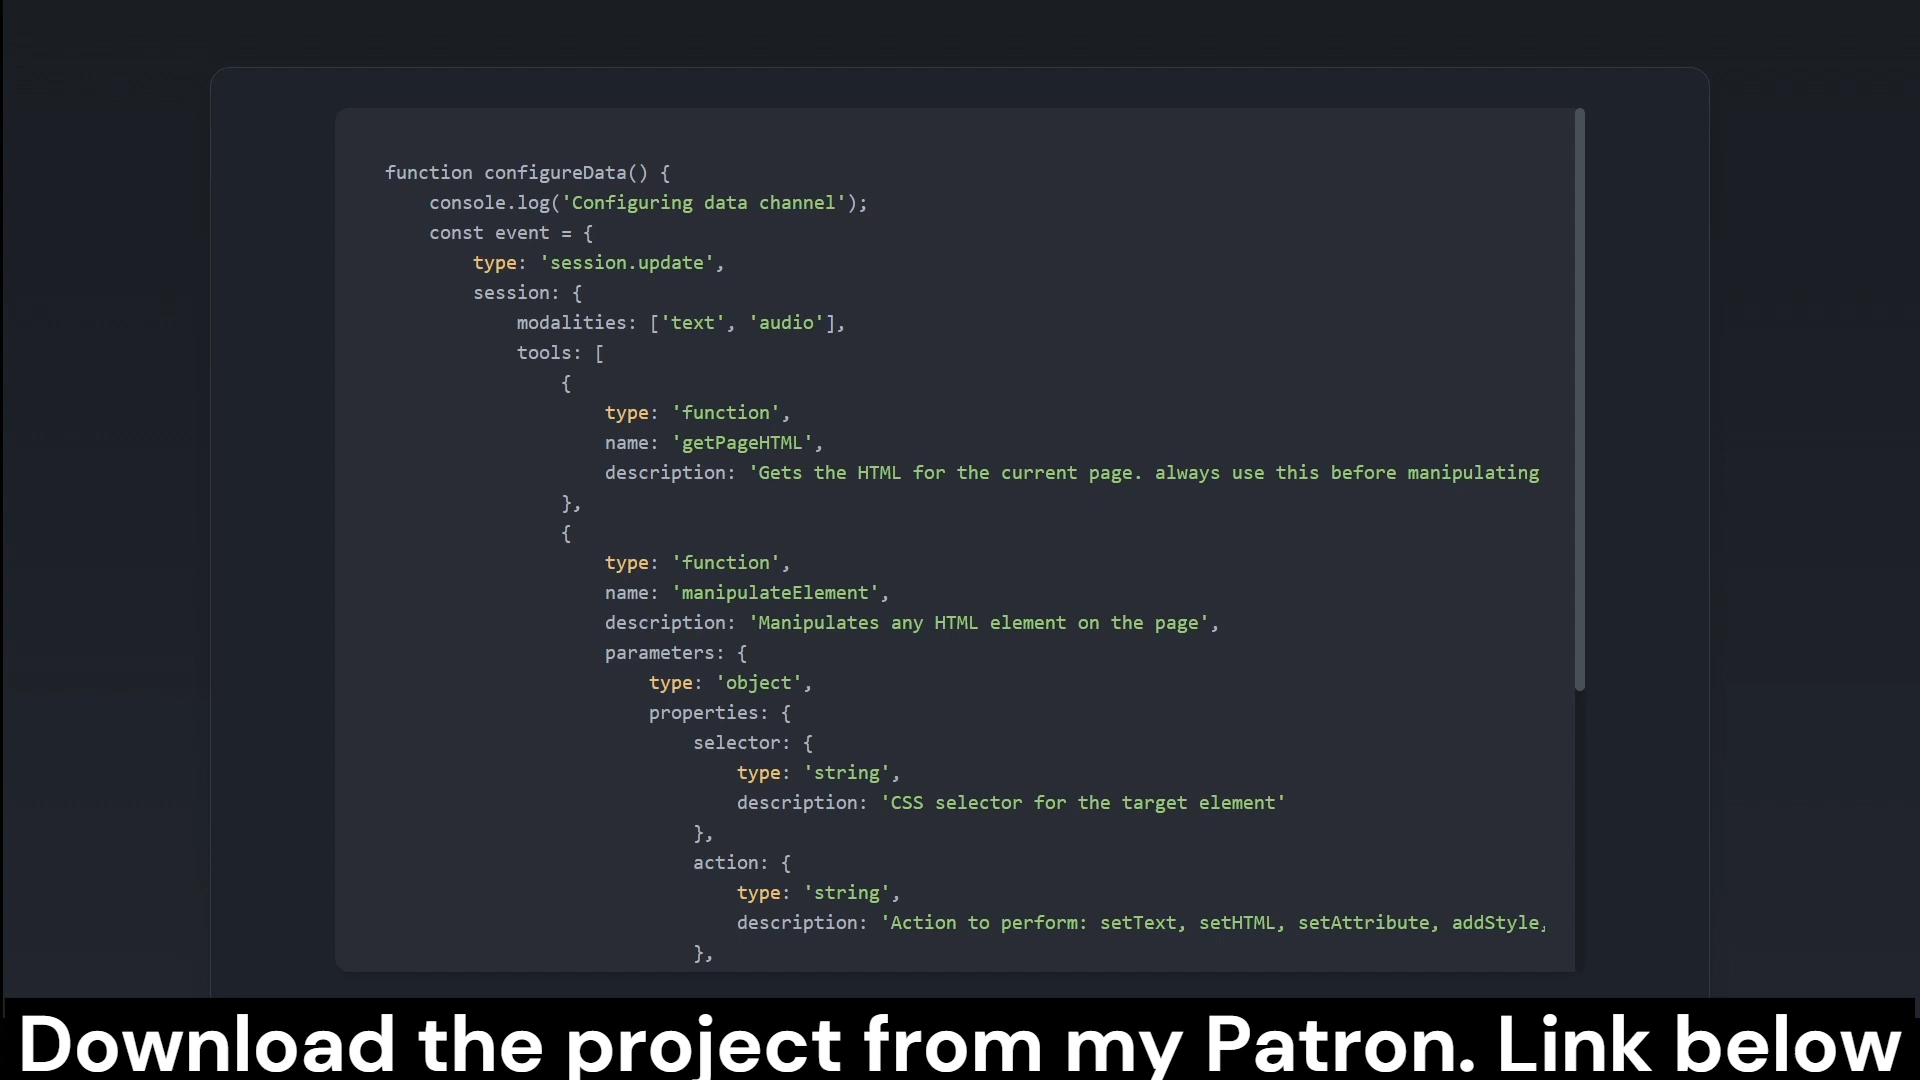 function configureData() {
console.log('Configuring data channel');
const event = {
type: 'session.update',
session: {
modalities: ['text', 'audio'],
tools: [
{
type: 'function',
name: 'getPageHTML',
description: 'Gets the HTML for the current page. always use this before manipulating
},
{
type: 'function',
name: 'manipulateElement',
description: 'Manipulates any HTML element on the page',
parameters: {
type: 'object',
properties: {
selector: {
type: 'string',
description: 'CSS selector for the target element'
},
action: {
type: 'string',
description: 'Action to perform: setText, setHTML, setAttribute, addStyle,
},
Download the project from my Patron. Link below